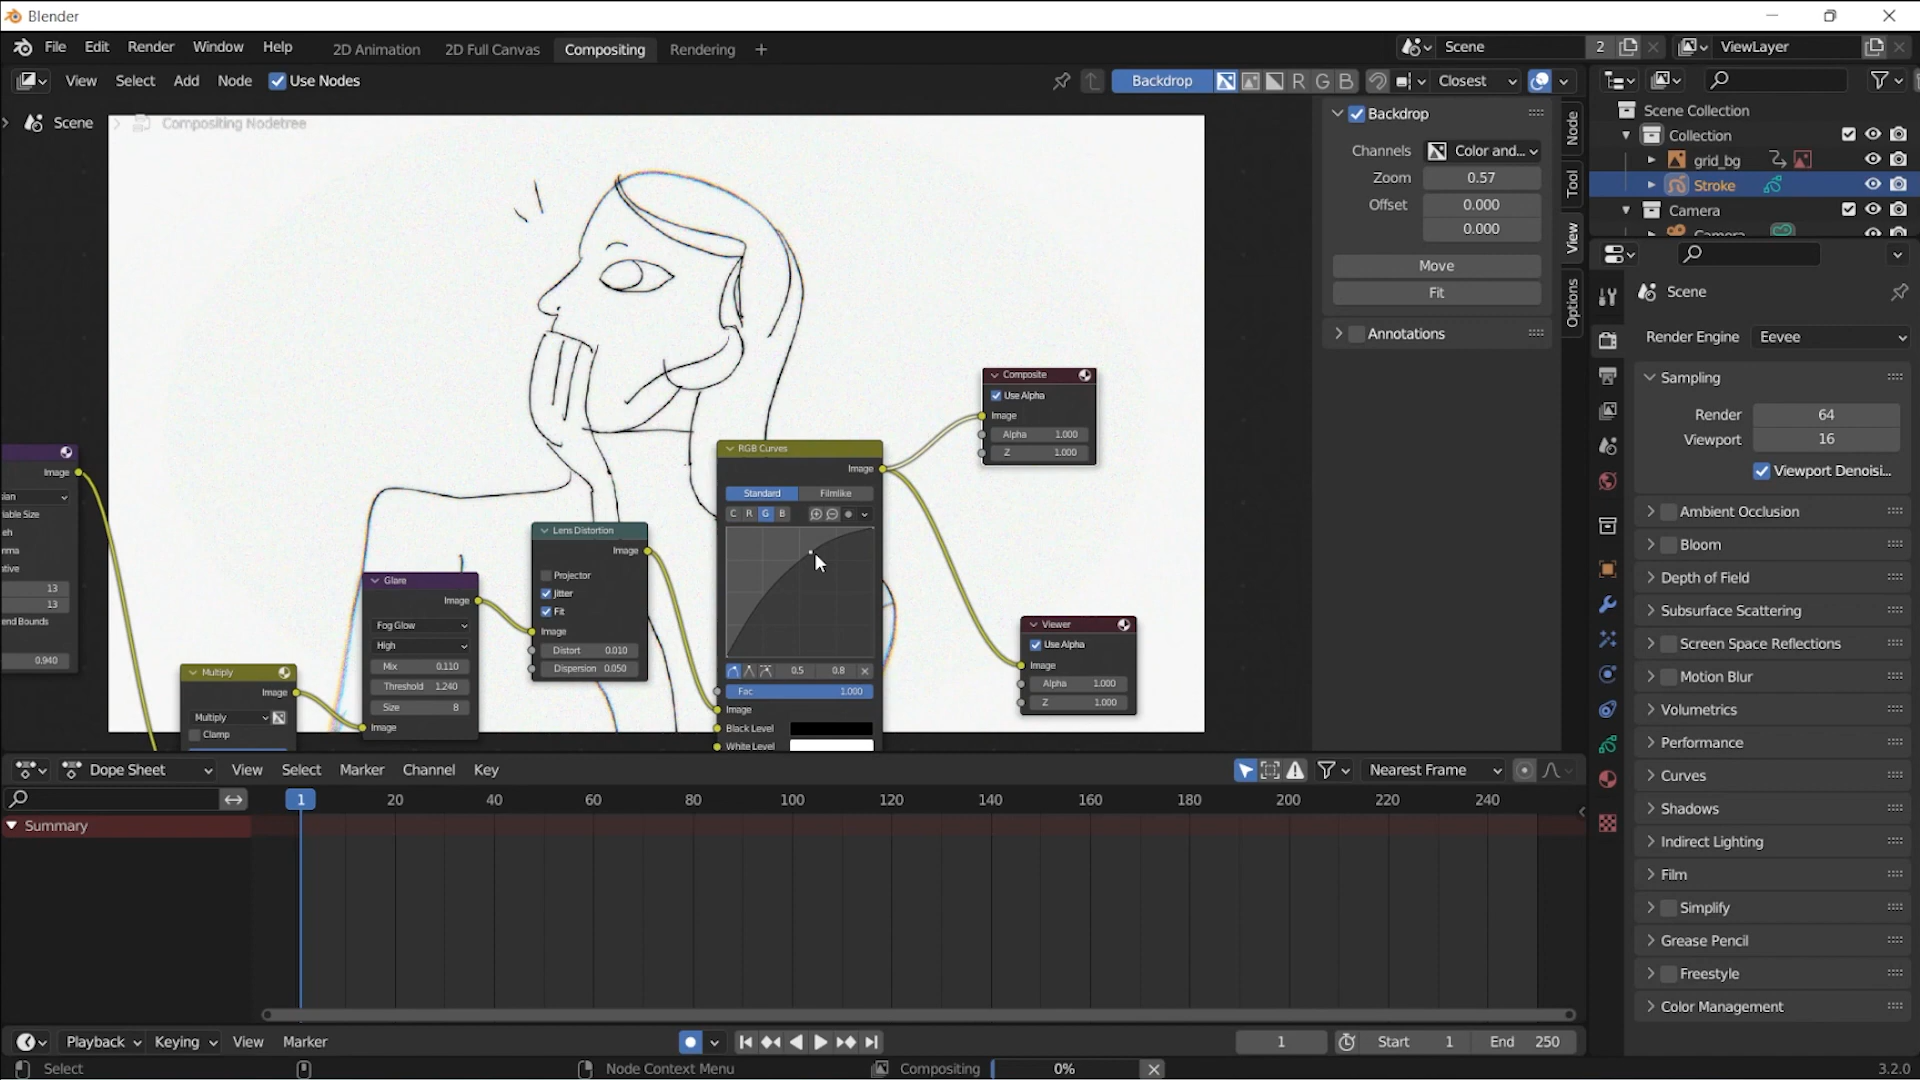 Blender
File Edit Render Window Help 2D Animation 2D Full Canvas Compositing Rendering + Scene 2 ViewLayer
View Select Add Node Use Nodes Backdrop R G B Closest
Scene > Compositing Nodetree
Scene Collection
Collection
grid_bg
Stroke
Camera
Backdrop
Channels Color and...
Zoom 0.57
Offset 0.000
0.000
Move
Fit
Annotations
Node
Tool
View
Options
Scene
Render Engine Eevee
Sampling
Render 64
Viewport 16
Viewport Denoisi...
Ambient Occlusion
Bloom
Depth of Field
Subsurface Scattering
Screen Space Reflections
Motion Blur
Volumetrics
Performance
Curves
Shadows
Indirect Lighting
Film
Simplify
Grease Pencil
Freestyle
Color Management
Image
sian
iable Size
eh
mma
ative
13
13
end Bounds
0.940
Multiply
Image
Multiply
Clamp
Glare
Image
Fog Glow
High
Mix 0.110
Threshold 1.240
Size 8
Image
Lens Distortion
Image
Projector
Jitter
Fit
Image
Distort 0.010
Dispersion 0.050
RGB Curves
Image
Standard Filmlike
C R G B
0.5 0.8
Fac 1.000
Image
Black Level
White Level
Composite
Use Alpha
Image
Alpha 1.000
Z 1.000
Viewer
Use Alpha
Image
Alpha 1.000
Z 1.000
Dope Sheet View Select Marker Channel Key Nearest Frame
1 20 40 60 80 100 120 140 160 180 200 220 240
Summary
Playback Keying View Marker 1 Start 1 End 250
Select Node Context Menu Compositing 0% 3.2.0